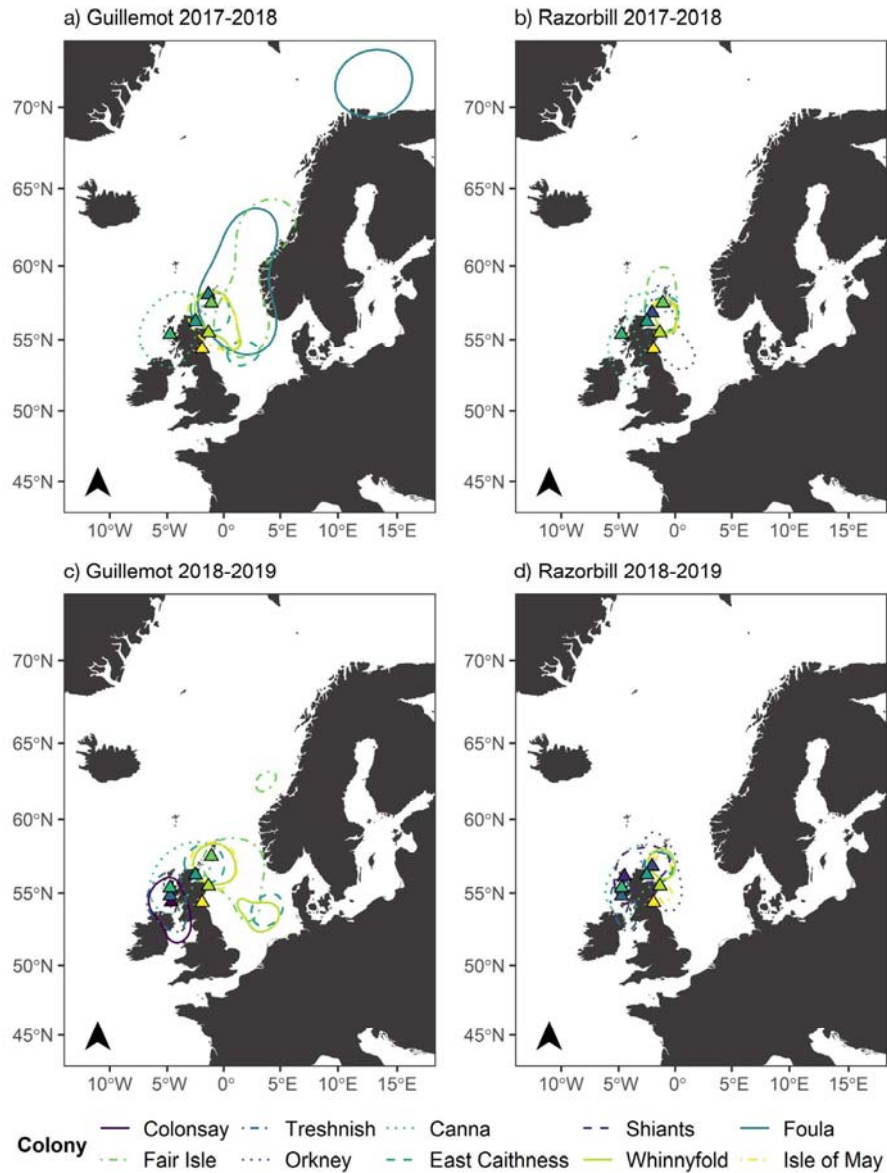 a) Guillemot 2017-2018
b) Razorbill 2017-2018
70°N
65°N
60°N
55°N
50°N
45°N
10°W 5°W 0° 5°E 10°E 15°E
70°N
65°N
60°N
55°N
50°N
45°N
10°W 5°W 0° 5°E 10°E 15°E
c) Guillemot 2018-2019
d) Razorbill 2018-2019
70°N
65°N
60°N
55°N
50°N
45°N
10°W 5°W 0° 5°E 10°E 15°E
70°N
65°N
60°N
55°N
50°N
45°N
10°W 5°W 0° 5°E 10°E 15°E
Colony
Colonsay Treshnish Canna Shiants Foula
Fair Isle Orkney East Caithness Whinnyfold Isle of May